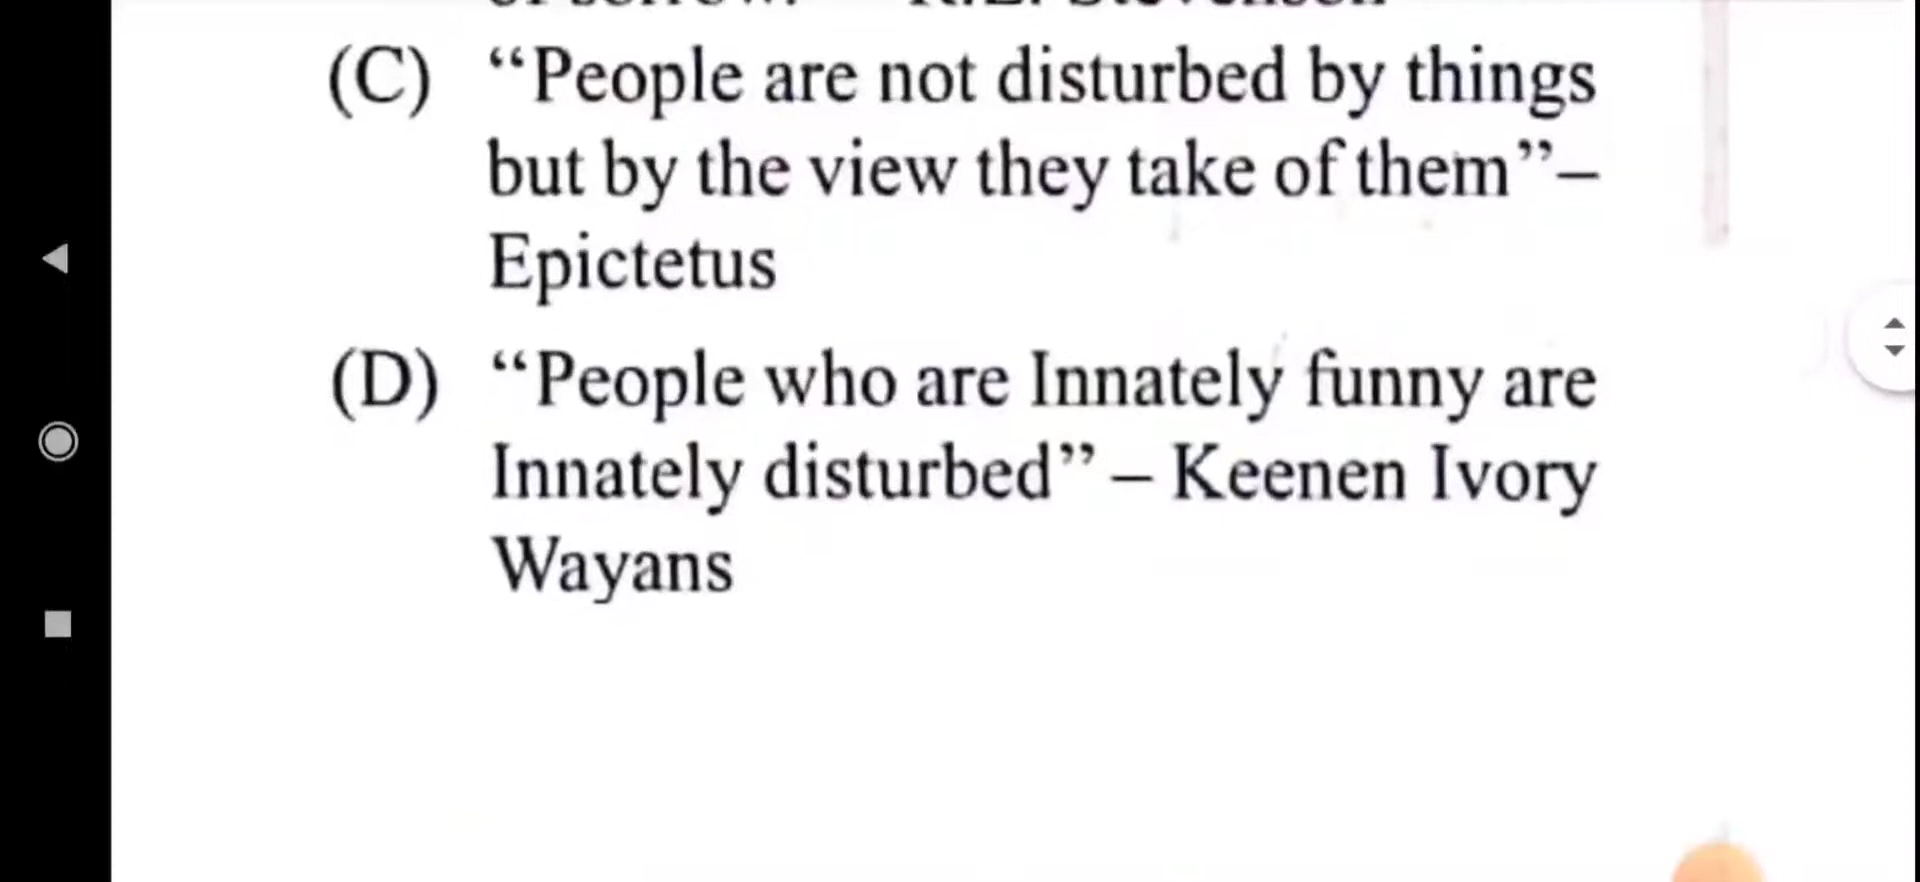 (C) “People are not disturbed by things
but by the view they take of them”–
Epictetus
(D) “People who are Innately funny are
Innately disturbed” – Keenen Ivory
Wayans